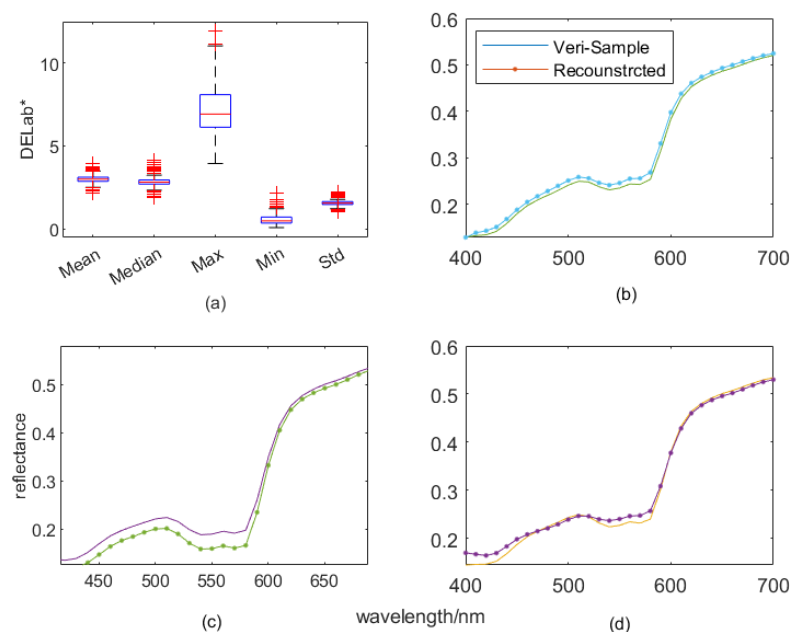 DELab*
10
5
0
Mean
Median
Max
Min
Std
(a)
0.6
0.5
0.4
0.3
0.2
400
500
600
700
Veri-Sample
Recounstrcted
(b)
reflectance
0.5
0.4
0.3
0.2
450
500
550
600
650
(c)
0.6
0.5
0.4
0.3
0.2
400
500
600
700
(d)
wavelength/nm